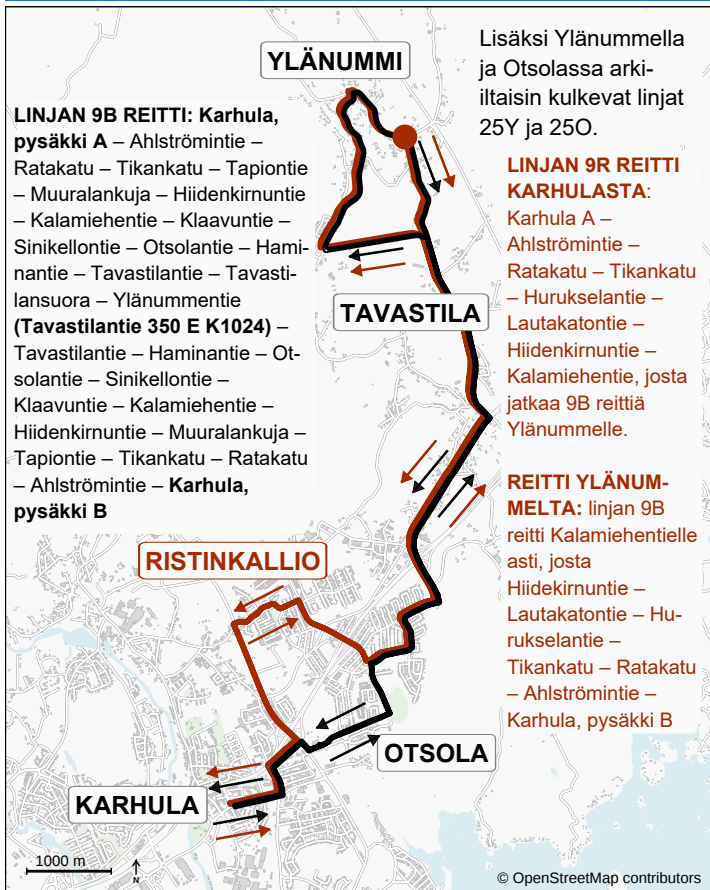 YLÄNUMMI
Lisäksi Ylänummella
ja Otsolassa arki-
iltaisin kulkevat linjat
25Y ja 25O.
LINJAN 9B REITTI: Karhula,
pysäkki A – Ahlströmintie –
Ratakatu – Tikankatu – Tapiontie
– Muuralankuja – Hiidenkirnuntie
– Kalamiehentie – Klaavuntie –
Sinikellontie – Otsolantie – Hami-
nantie – Tavastilantie – Tavasti-
lansuora – Ylänummentie
(Tavastilantie 350 E K1024) –
Tavastilantie – Haminantie – Ot-
solantie – Sinikellontie –
Klaavuntie – Kalamiehentie –
Hiidenkirnuntie – Muuralankuja –
Tapiontie – Tikankatu – Ratakatu
– Ahlströmintie – Karhula,
pysäkki B
LINJAN 9R REITTI
KARHULASTA:
Karhula A –
Ahlströmintie –
Ratakatu – Tikankatu
– Hurukselantie –
Lautakatontie –
Hiidenkirnuntie –
Kalamiehentie, josta
jatkaa 9B reittiä
Ylänummelle.
REITTI YLÄNUM-
MELTA: linjan 9B
reitti Kalamiehentielle
asti, josta
Hiidekirnuntie –
Lautakatontie – Hu-
rukselantie –
Tikankatu – Ratakatu
– Ahlströmintie –
Karhula, pysäkki B
TAVASTILA
RISTINKALLIO
OTSOLA
KARHULA
1000 m
N
© OpenStreetMap contributors